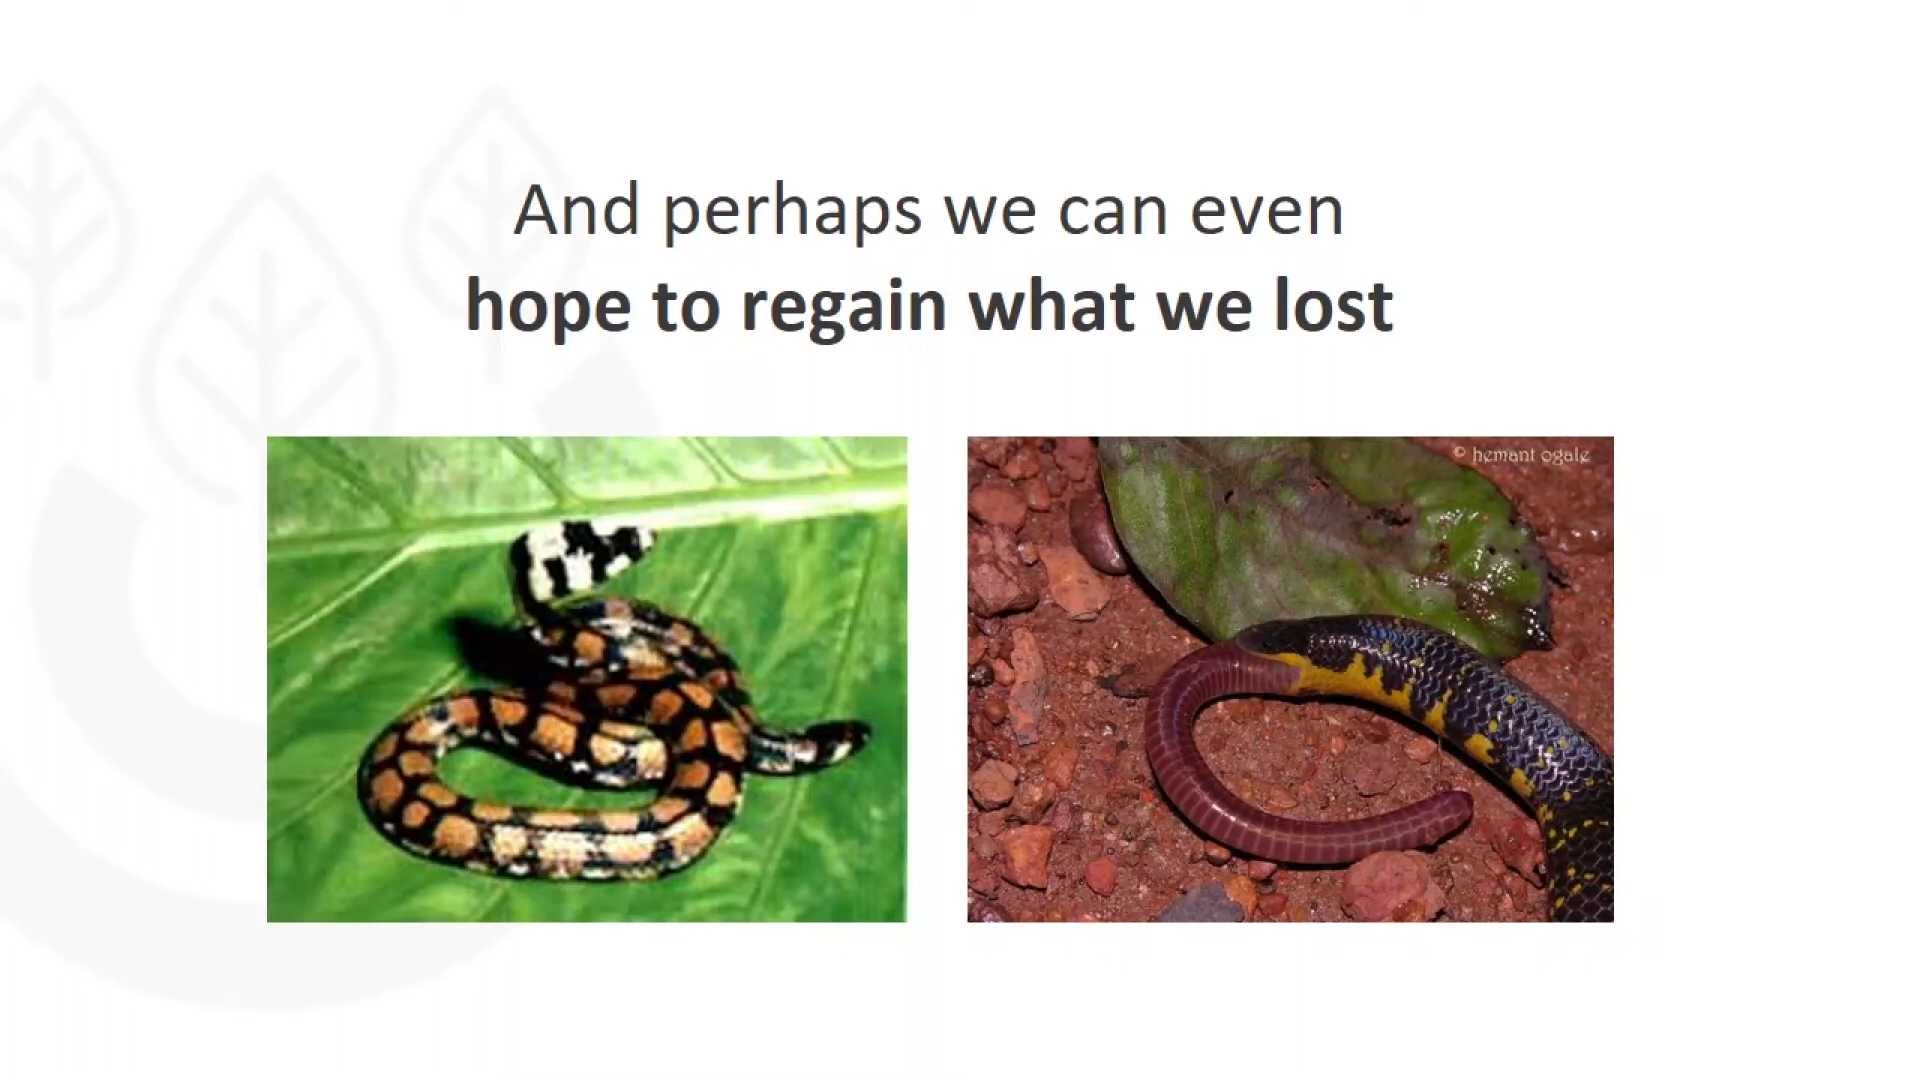 And perhaps we can even
hope to regain what we lost
© hemant ogale